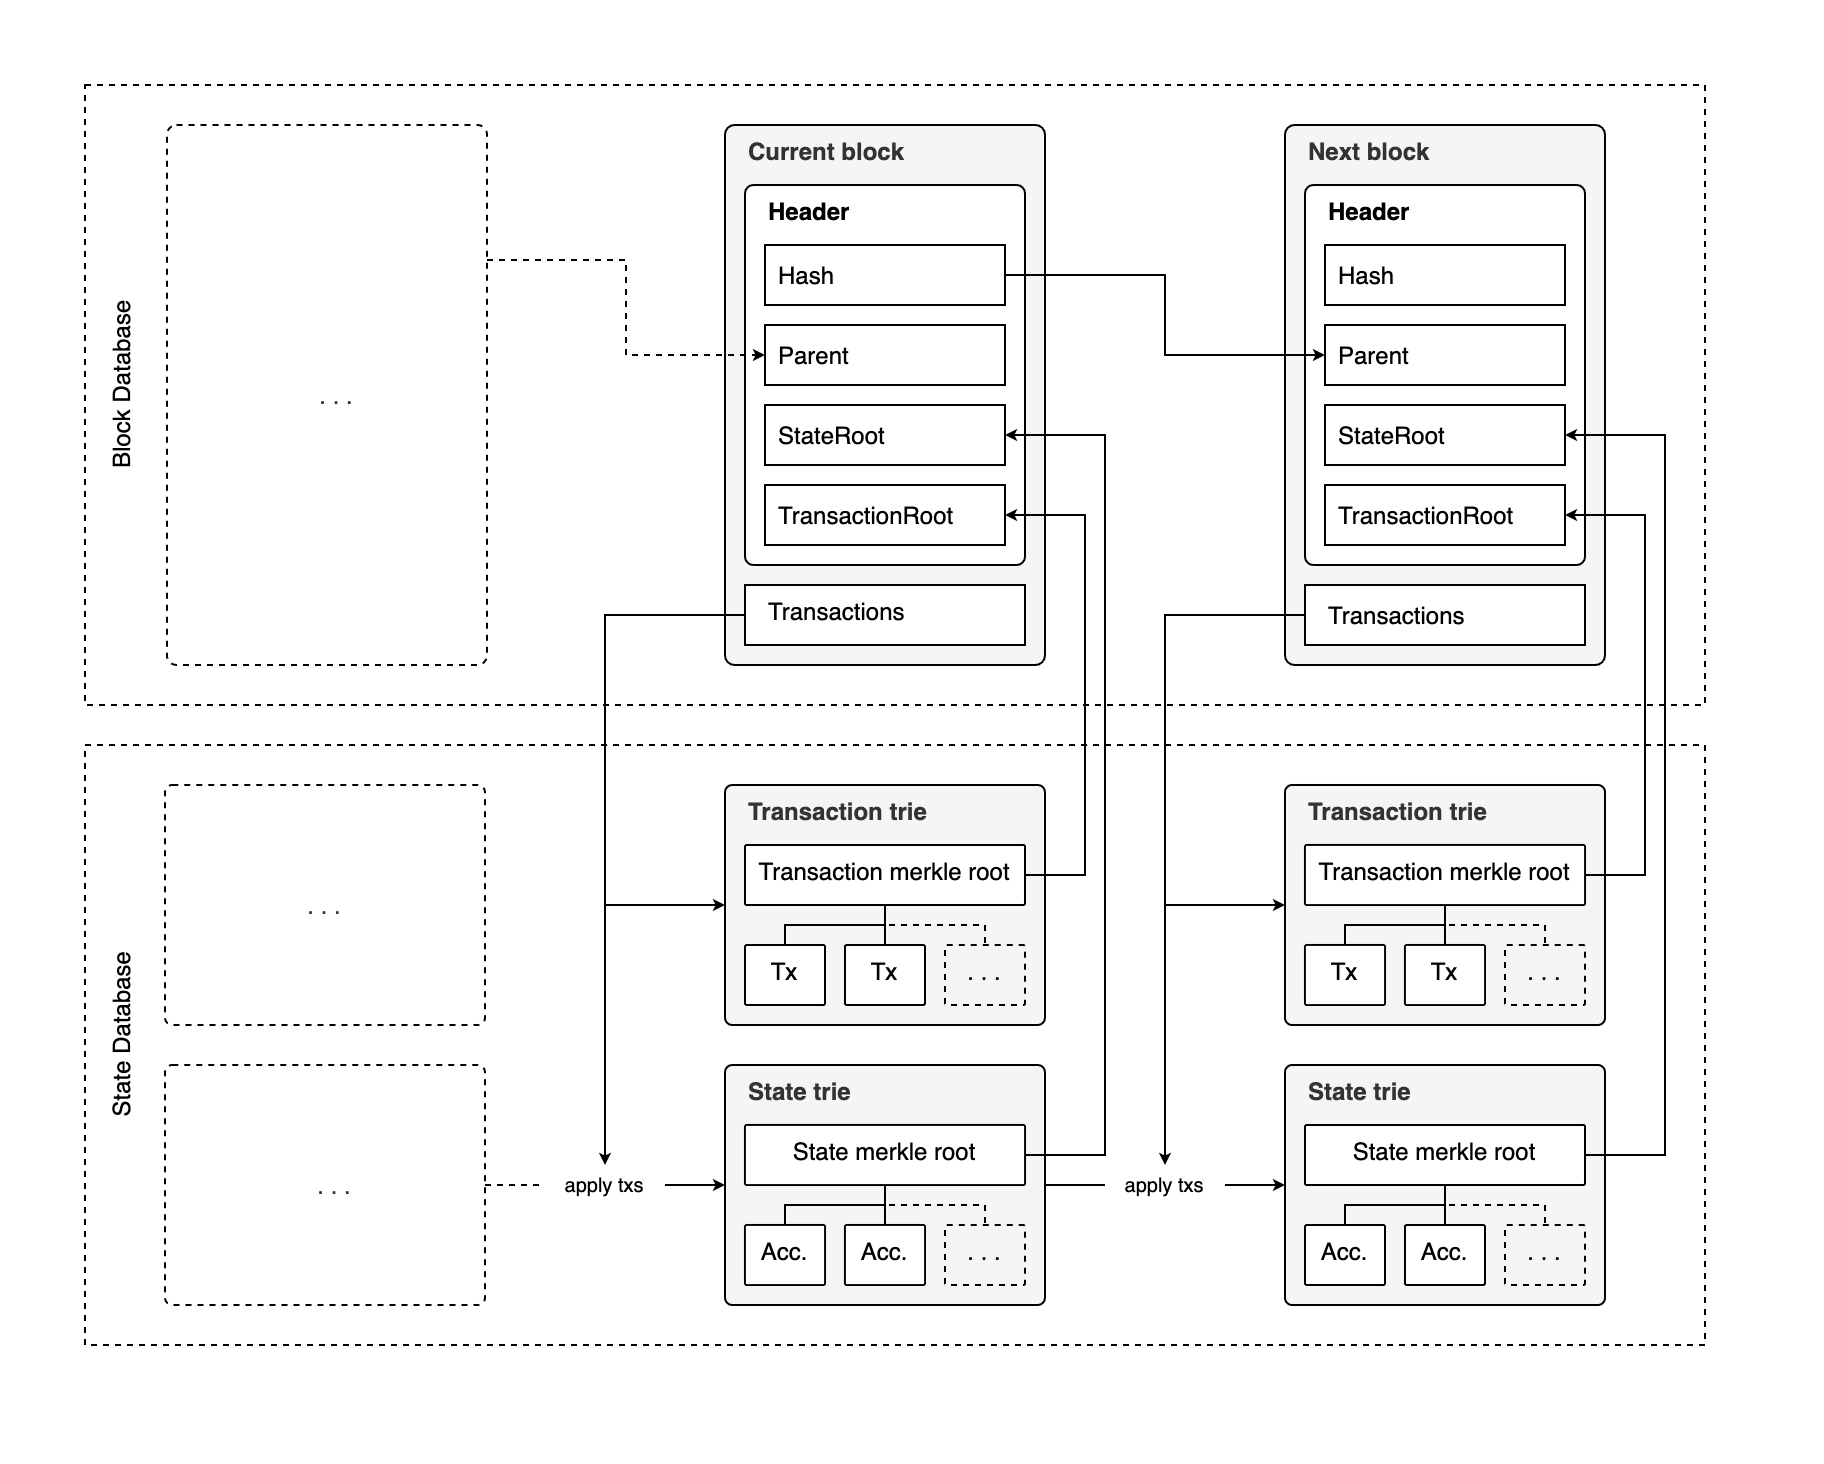 Block Database
. . .
Current block
Header
Hash
Parent
StateRoot
TransactionRoot
Transactions
Next block
Header
Hash
Parent
StateRoot
TransactionRoot
Transactions
State Database
. . .
Transaction trie
Transaction merkle root
Tx
Tx
. . .
Transaction trie
Transaction merkle root
Tx
Tx
. . .
. . .
apply txs
State trie
State merkle root
Acc.
Acc.
. . .
apply txs
State trie
State merkle root
Acc.
Acc.
. . .